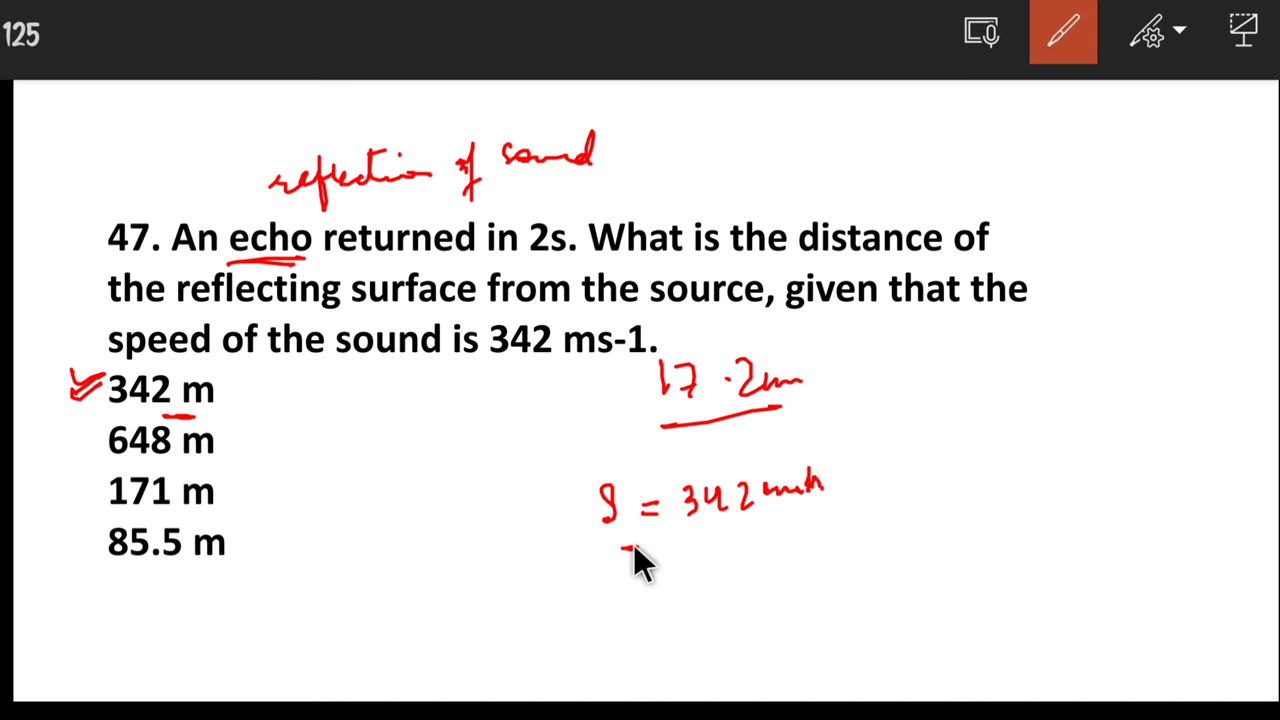 125
reflection of sound
47. An echo returned in 2s. What is the distance of
the reflecting surface from the source, given that the
speed of the sound is 342 ms-1.
342 m
17.2m
648 m
171 m
S = 342
85.5 m